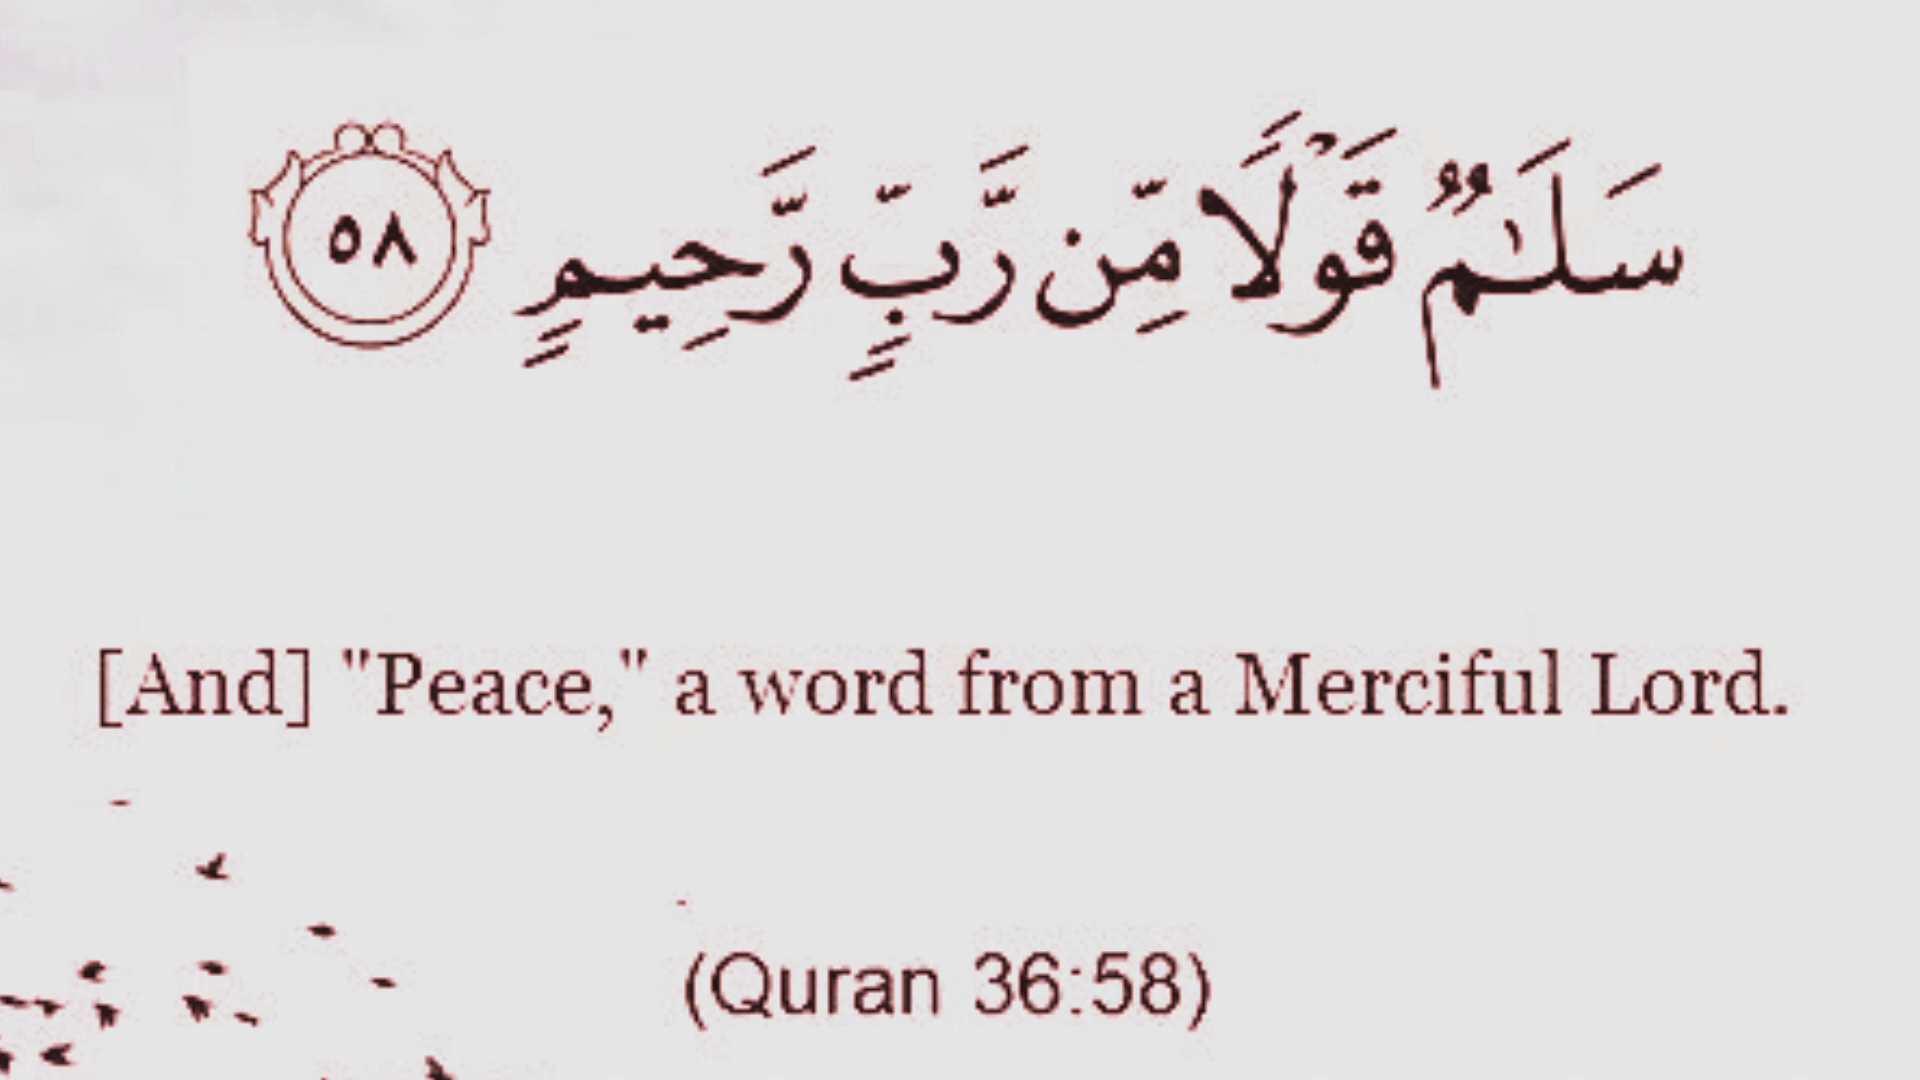 سَلَـٰمٌ قَوْلًا مِّن رَّبٍّ رَّحِيمٍ ٥٨
[And] "Peace," a word from a Merciful Lord.
(Quran 36:58)